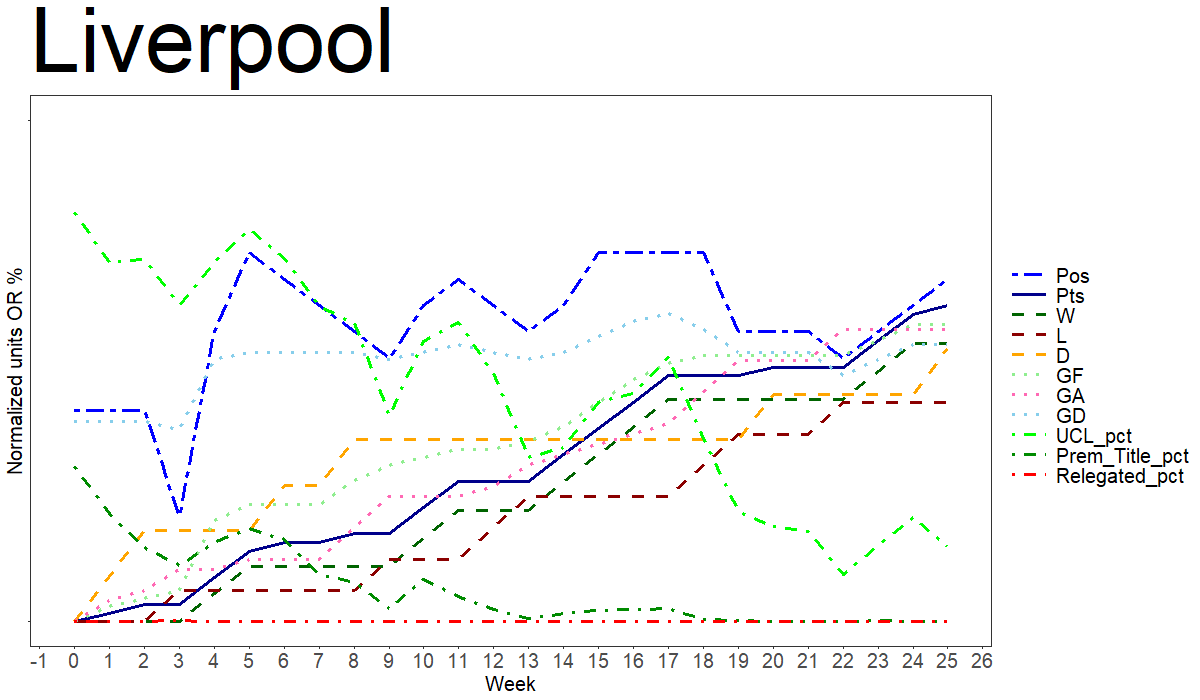 Liverpool
Normalized units OR %
Pos
Pts
W
L
D
GF
GA
GD
UCL_pct
Prem_Title_pct
Relegated_pct
-1 0 1 2 3 4 5 6 7 8 9 10 11 12 13 14 15 16 17 18 19 20 21 22 23 24 25 26
Week